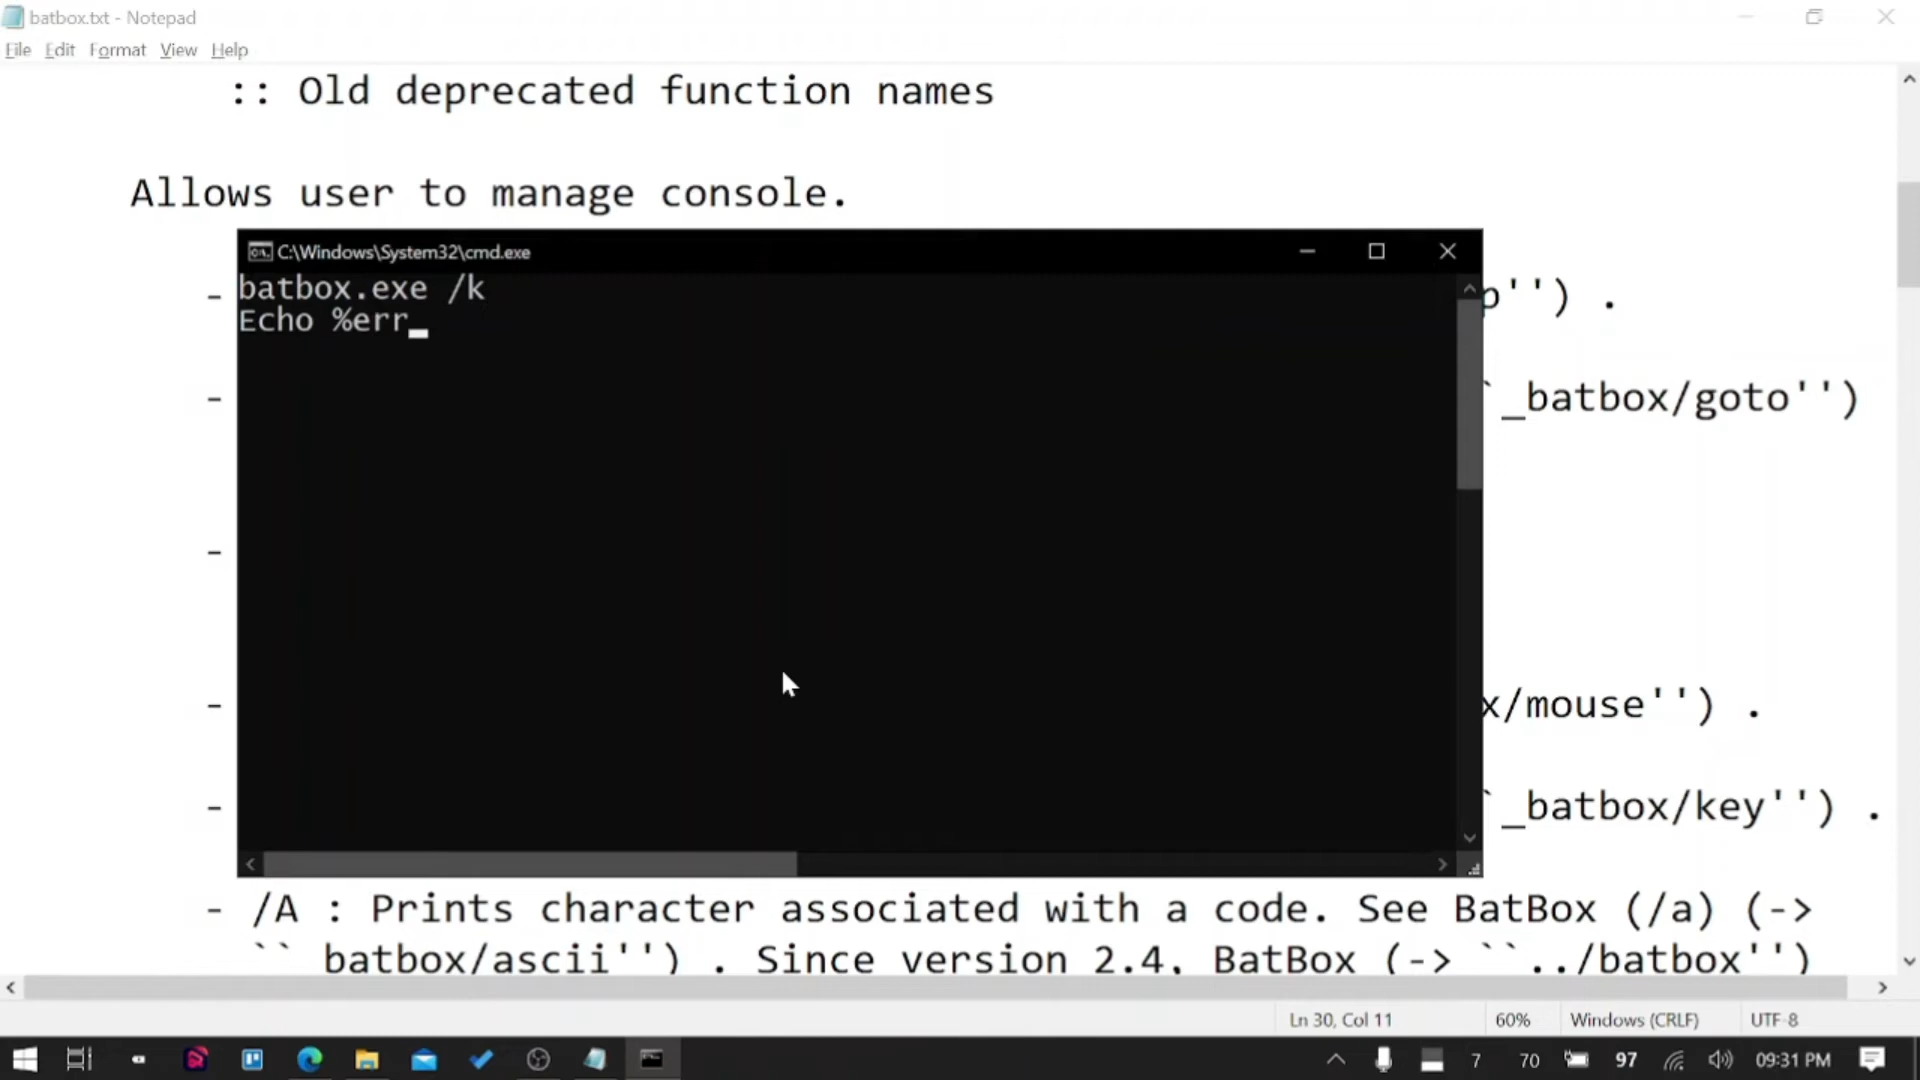 batbox.txt - Notepad
File Edit Format View Help
:: Old deprecated function names
Allows user to manage console.
C:\Windows\System32\cmd.exe
batbox.exe /k
Echo %err_
- p'') .
- `_batbox/goto'')
-
- x/mouse'') .
- `_batbox/key'') .
- /A : Prints character associated with a code. See BatBox (/a) (->
`` batbox/ascii'') . Since version 2.4, BatBox (-> ``../batbox'')
Ln 30, Col 11
60%
Windows (CRLF)
UTF-8
7
70
97
09:31 PM